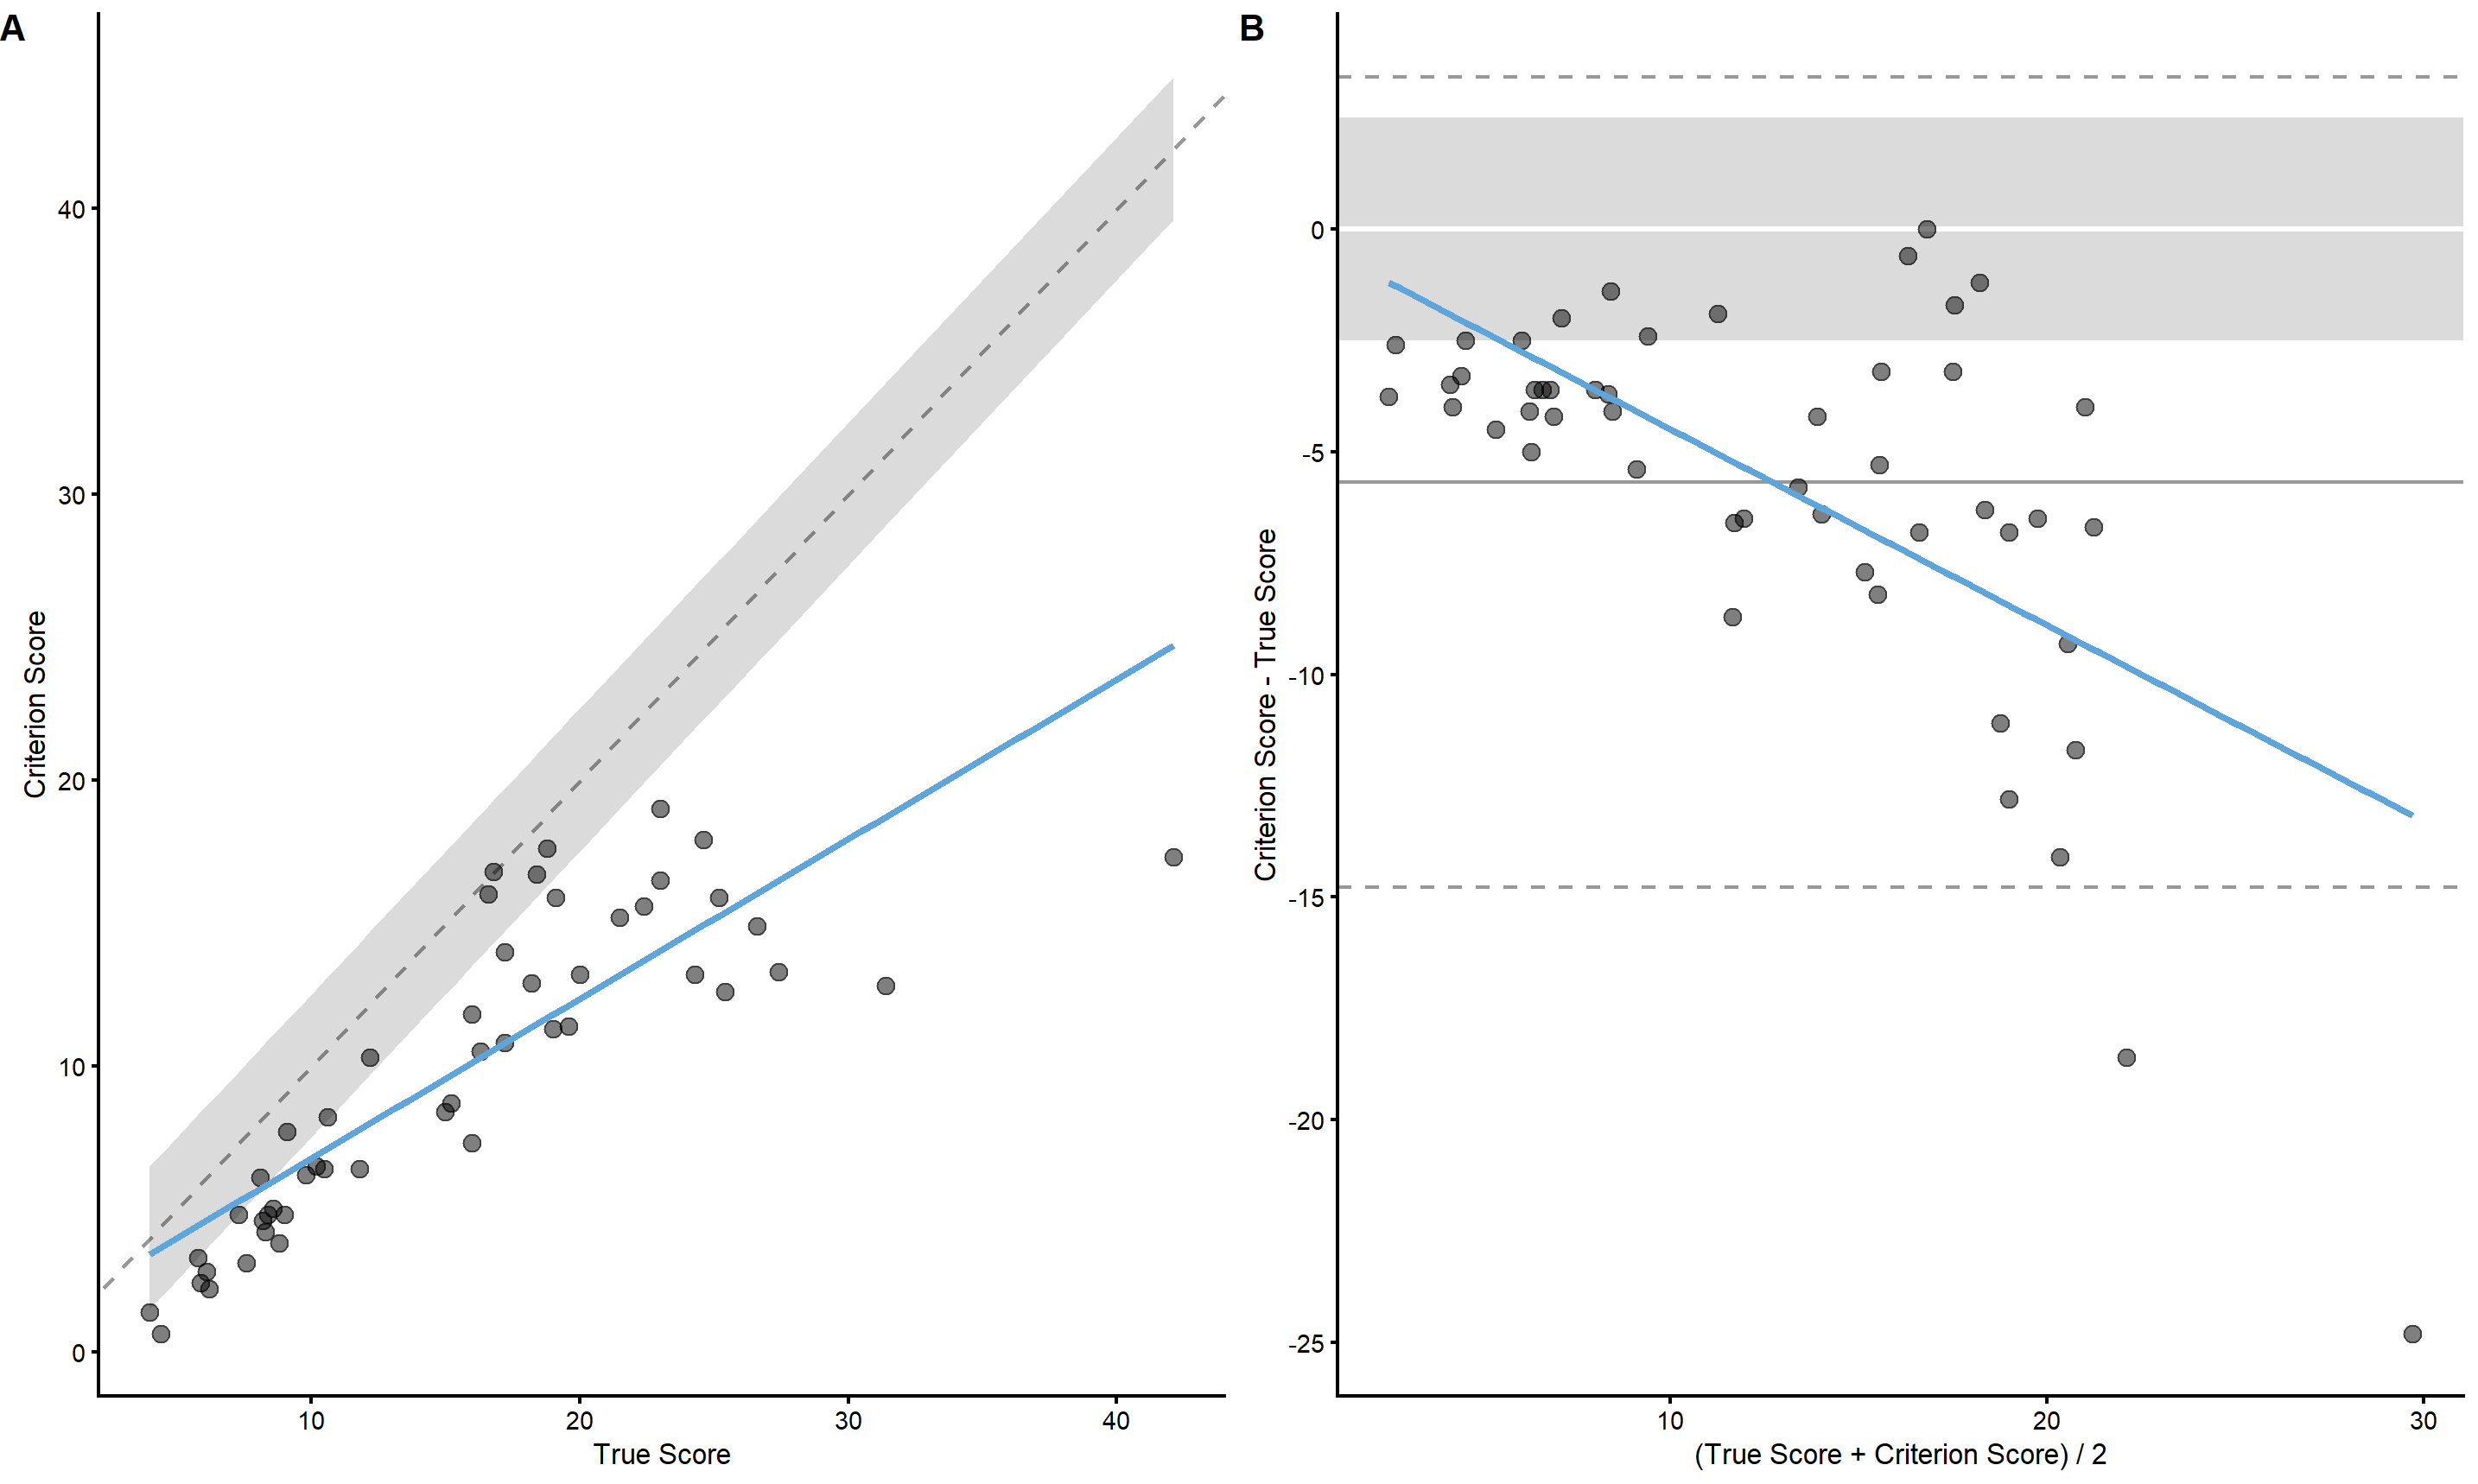 A
Criterion Score
40
30
20
10
0
10 20 30 40
True Score
B
Criterion Score - True Score
0
-5
-10
-15
-20
-25
10 20 30
(True Score + Criterion Score) / 2